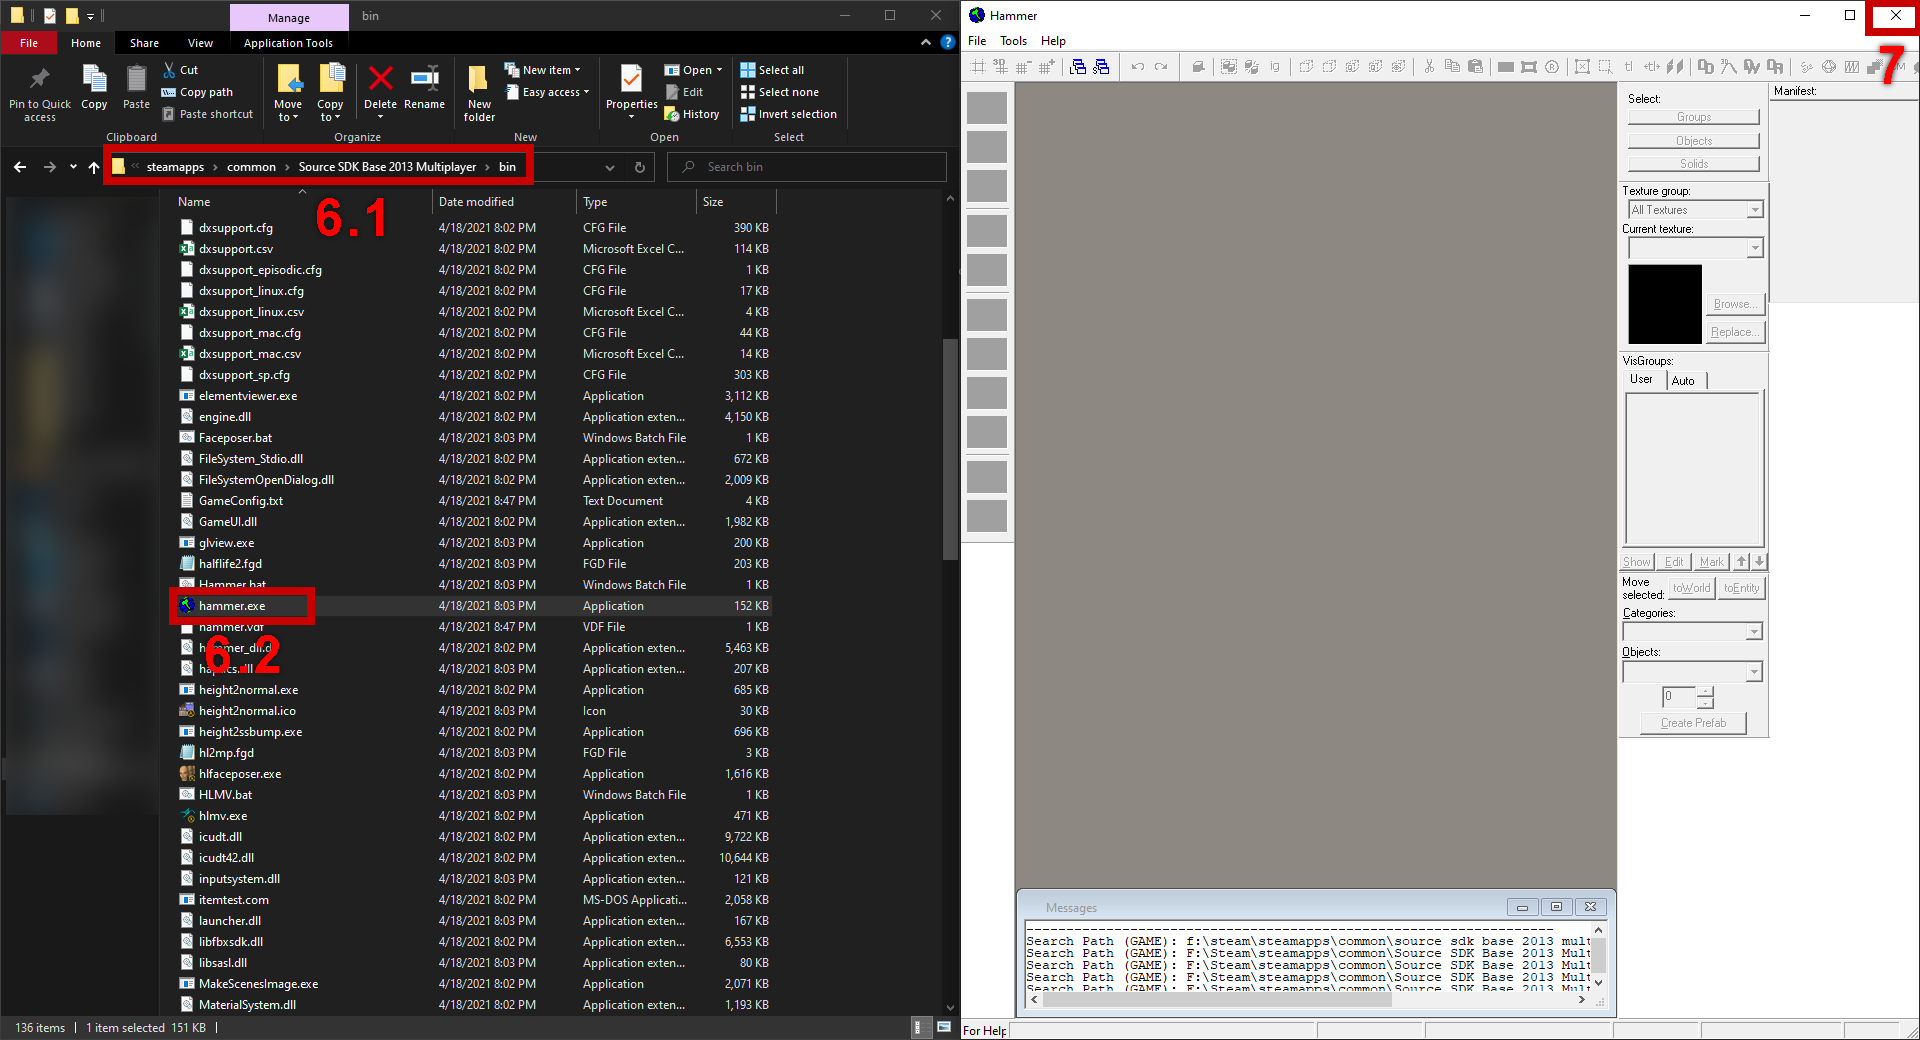 Manage
bin
File
Home
Share
View
Application Tools
Pin to Quick access
Copy
Paste
Cut
Copy path
Paste shortcut
Clipboard
Move to
Copy to
Delete
Rename
Organize
New folder
New item
Easy access
New
Properties
Open
Edit
History
Open
Select all
Select none
Invert selection
Select
« steamapps > common > Source SDK Base 2013 Multiplayer > bin
Search bin
6.1
Name Date modified Type Size
dxsupport.cfg 4/18/2021 8:02 PM CFG File 390 KB
dxsupport.csv 4/18/2021 8:02 PM Microsoft Excel C... 114 KB
dxsupport_episodic.cfg 4/18/2021 8:02 PM CFG File 1 KB
dxsupport_linux.cfg 4/18/2021 8:02 PM CFG File 17 KB
dxsupport_linux.csv 4/18/2021 8:02 PM Microsoft Excel C... 4 KB
dxsupport_mac.cfg 4/18/2021 8:02 PM CFG File 44 KB
dxsupport_mac.csv 4/18/2021 8:02 PM Microsoft Excel C... 14 KB
dxsupport_sp.cfg 4/18/2021 8:02 PM CFG File 303 KB
elementviewer.exe 4/18/2021 8:02 PM Application 3,112 KB
engine.dll 4/18/2021 8:02 PM Application exten... 4,150 KB
Faceposer.bat 4/18/2021 8:03 PM Windows Batch File 1 KB
FileSystem_Stdio.dll 4/18/2021 8:02 PM Application exten... 672 KB
FileSystemOpenDialog.dll 4/18/2021 8:03 PM Application exten... 2,009 KB
GameConfig.txt 4/18/2021 8:47 PM Text Document 4 KB
GameUI.dll 4/18/2021 8:02 PM Application exten... 1,982 KB
glview.exe 4/18/2021 8:03 PM Application 200 KB
halflife2.fgd 4/18/2021 8:03 PM FGD File 203 KB
Hammer.bat 4/18/2021 8:03 PM Windows Batch File 1 KB
hammer.exe 4/18/2021 8:03 PM Application 152 KB
hammer.vdf 4/18/2021 8:47 PM VDF File 1 KB
6.2
hammer_dll.d 4/18/2021 8:02 PM Application exten... 5,463 KB
4/18/2021 8:03 PM Application exten... 207 KB
height2normal.exe 4/18/2021 8:02 PM Application 685 KB
height2normal.ico 4/18/2021 8:03 PM Icon 30 KB
height2ssbump.exe 4/18/2021 8:02 PM Application 696 KB
hl2mp.fgd 4/18/2021 8:03 PM FGD File 3 KB
hlfaceposer.exe 4/18/2021 8:02 PM Application 1,616 KB
HLMV.bat 4/18/2021 8:03 PM Windows Batch File 1 KB
hlmv.exe 4/18/2021 8:02 PM Application 471 KB
icudt.dll 4/18/2021 8:02 PM Application exten... 9,722 KB
icudt42.dll 4/18/2021 8:02 PM Application exten... 10,644 KB
inputsystem.dll 4/18/2021 8:02 PM Application exten... 121 KB
itemtest.com 4/18/2021 8:02 PM MS-DOS Applicati... 2,058 KB
launcher.dll 4/18/2021 8:03 PM Application exten... 167 KB
libfbxsdk.dll 4/18/2021 8:02 PM Application exten... 6,553 KB
libsasl.dll 4/18/2021 8:03 PM Application exten... 80 KB
MakeScenesImage.exe 4/18/2021 8:03 PM Application 2,071 KB
MaterialSystem.dll 4/18/2021 8:02 PM Application exten... 1,193 KB
136 items 1 item selected 151 KB
Hammer
7
File Tools Help
Select:
Groups
Objects
Solids
Texture group:
All Textures
Current texture:
Browse...
Replace...
VisGroups:
User Auto
Show Edit Mark
Move selected: toWorld toEntity
Categories:
Objects:
0
Create Prefab
Manifest:
Messages
Search Path (GAME): f:\steam\steamapps\common\source sdk base 2013 mult
Search Path (GAME): F:\Steam\steamapps\common\Source SDK Base 2013 Mult
Search Path (GAME): F:\Steam\steamapps\common\Source SDK Base 2013 Mult
Search Path (GAME): F:\Steam\steamapps\common\Source SDK Base 2013 Mult
Search Path (GAME): F:\Steam\steamapps\common\Source SDK Base 2013 Mult
For Help